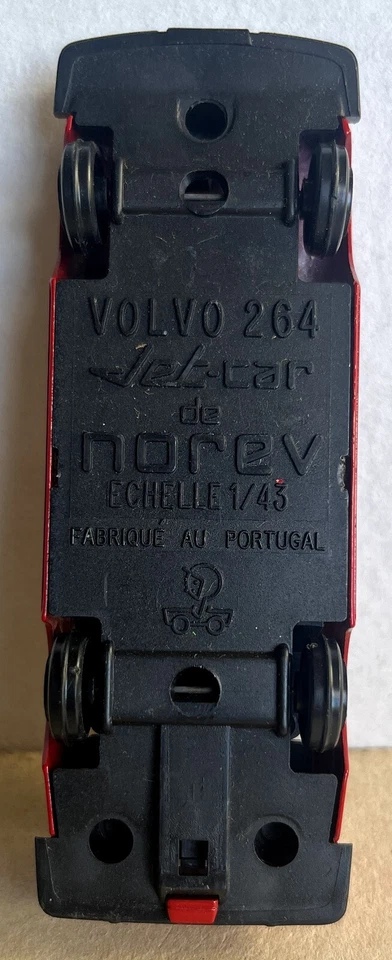 VOLVO 264
Jet-car
de
norev
ECHELLE 1/43
FABRIQUÉ AU PORTUGAL